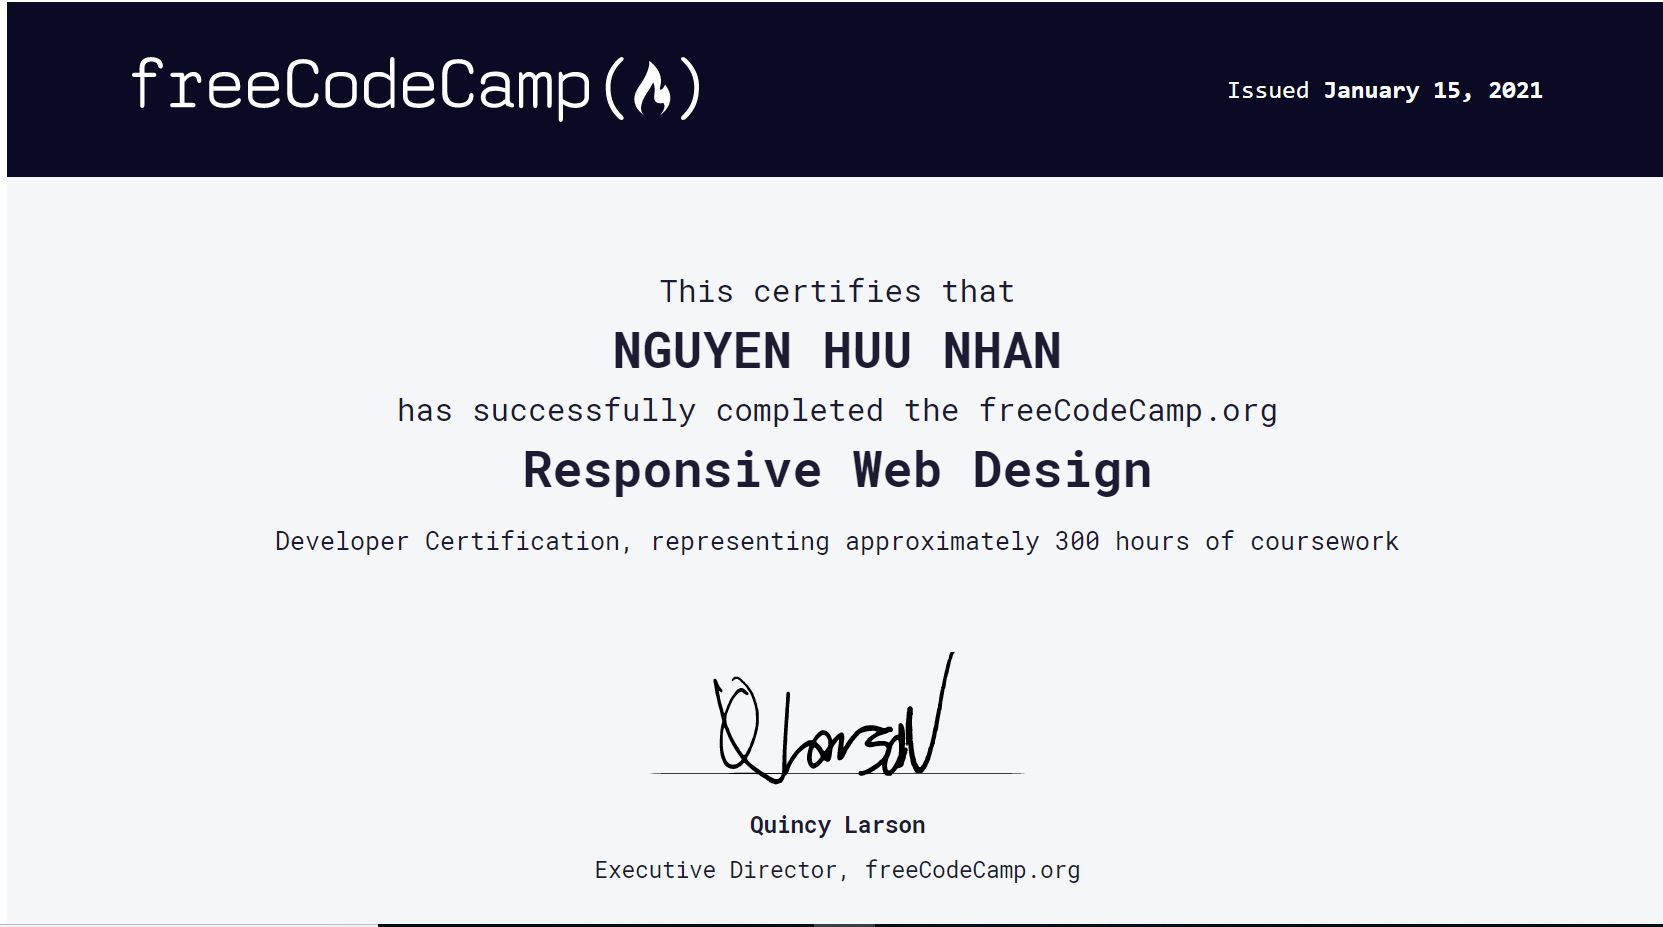 freeCodeCamp(🔥)
Issued January 15, 2021
This certifies that
NGUYEN HUU NHAN
has successfully completed the freeCodeCamp.org
Responsive Web Design
Developer Certification, representing approximately 300 hours of coursework
Q Larson
Quincy Larson
Executive Director, freeCodeCamp.org